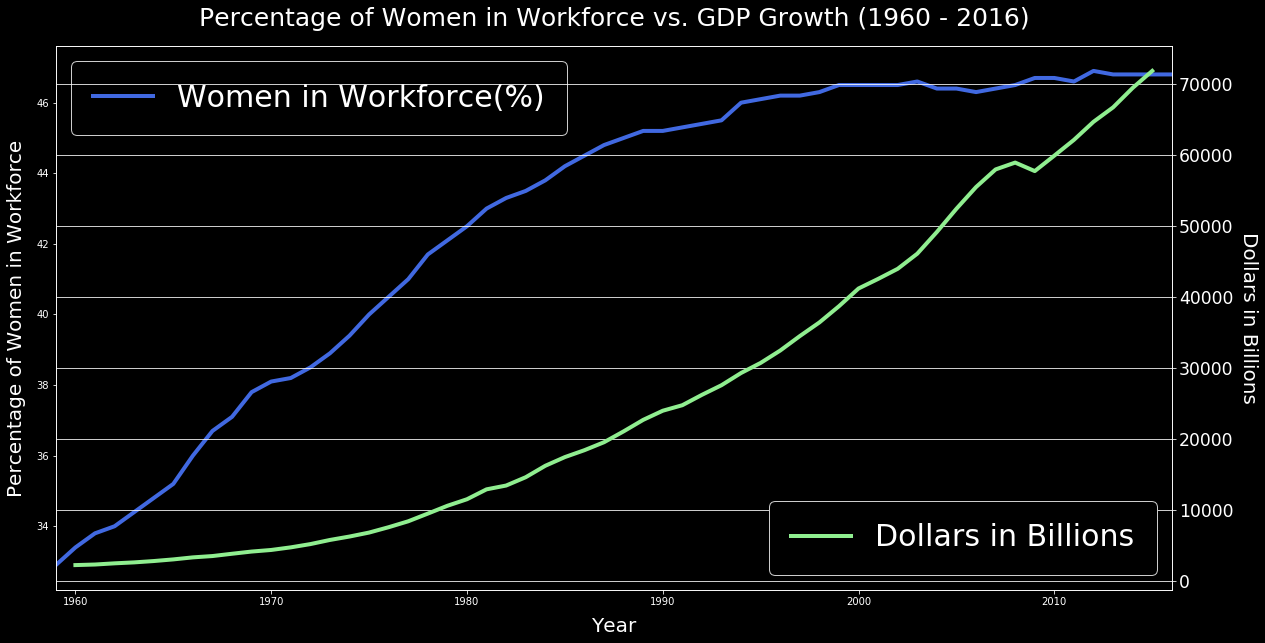 Percentage of Women in Workforce vs. GDP Growth (1960 - 2016)
Women in Workforce(%)
Percentage of Women in Workforce
46
44
42
40
38
36
34
70000
60000
50000
40000
30000
20000
10000
0
Dollars in Billions
Dollars in Billions
1960 1970 1980 1990 2000 2010
Year